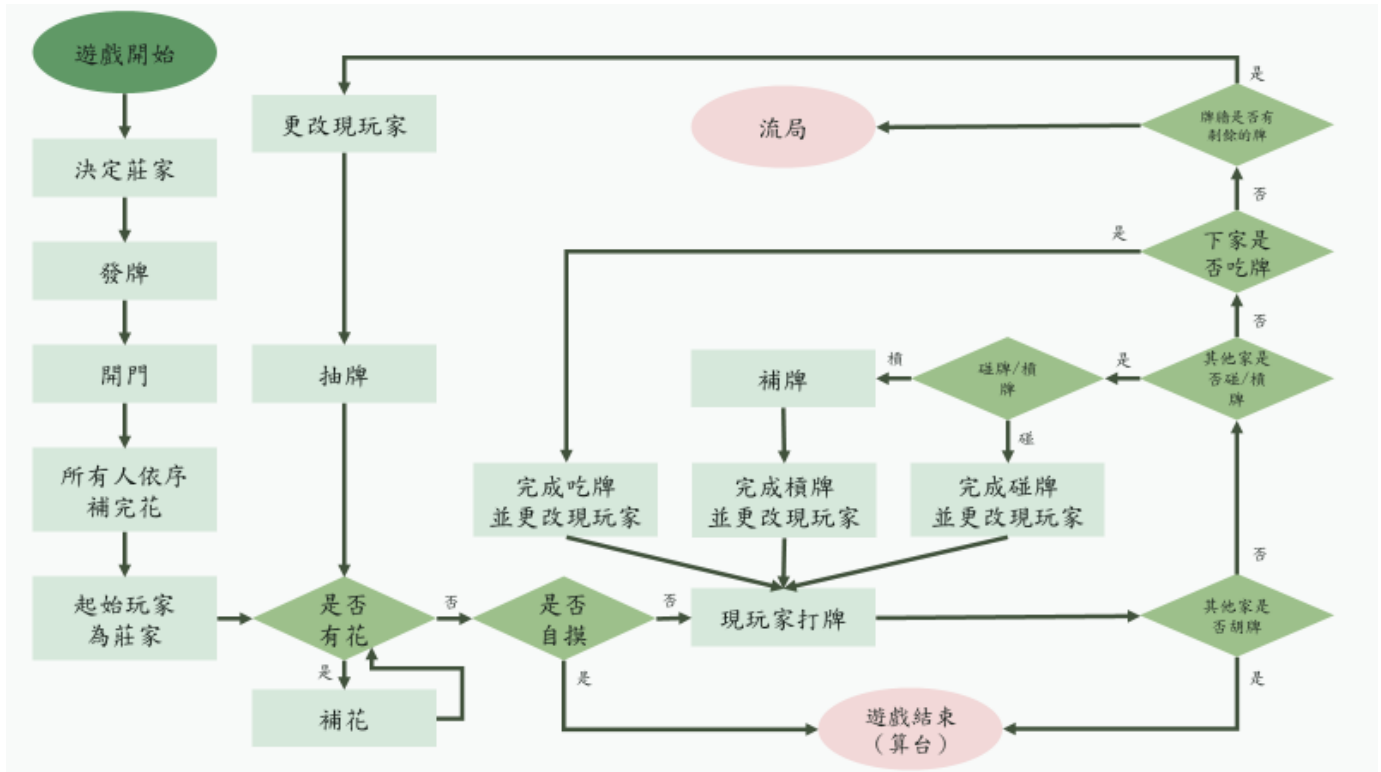 遊戲開始
決定莊家
發牌
開門
所有人依序
補完花
起始玩家
為莊家
更改現玩家
抽牌
是否
有花
是
補花
否
是否
自摸
否
是
流局
牌牆是否有
剩餘的牌
是
否
下家是
否吃牌
是
否
其他家是
否碰/槓
牌
是
碰牌/槓
牌
槓
碰
補牌
完成吃牌
並更改現玩家
完成槓牌
並更改現玩家
完成碰牌
並更改現玩家
現玩家打牌
否
其他家是
否胡牌
是
遊戲結束
(算台)